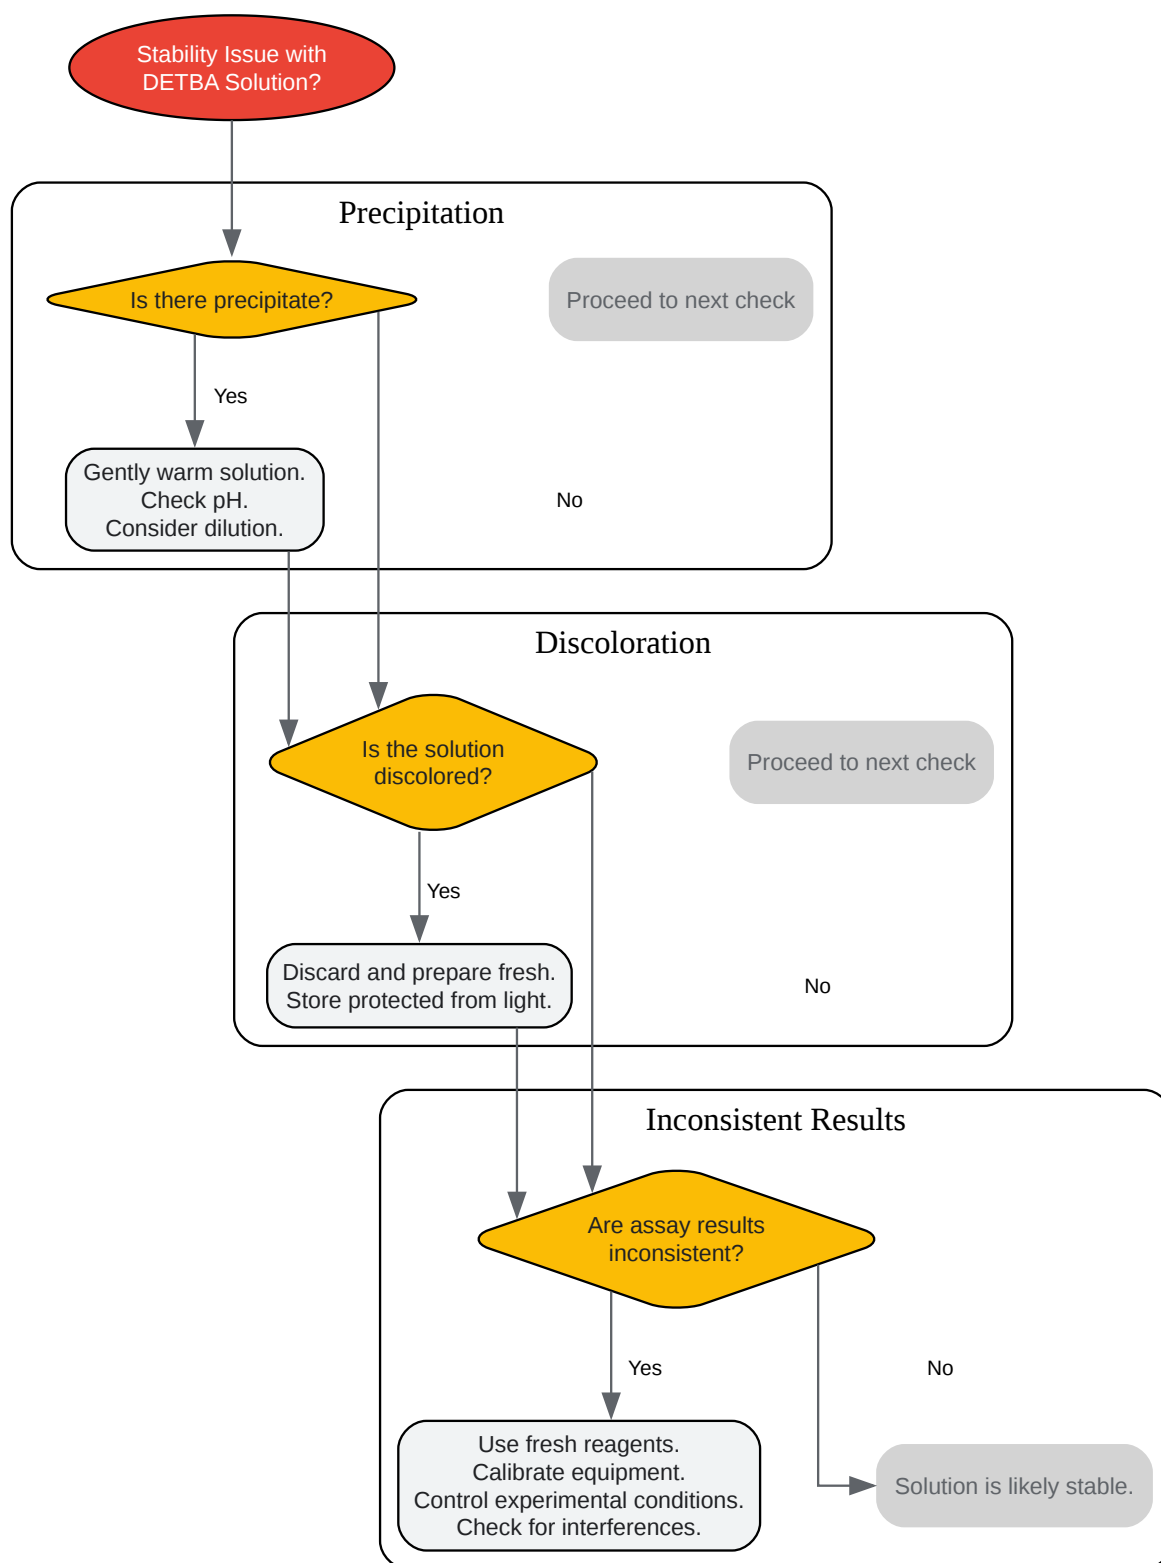 Stability Issue with
DETBA Solution?
Precipitation
Is there precipitate?
Proceed to next check
Yes
Gently warm solution.
Check pH.
Consider dilution.
No
Discoloration
Is the solution
discolored?
Proceed to next check
Yes
Discard and prepare fresh.
Store protected from light.
No
Inconsistent Results
Are assay results
inconsistent?
Yes
No
Use fresh reagents.
Calibrate equipment.
Control experimental conditions.
Check for interferences.
Solution is likely stable.